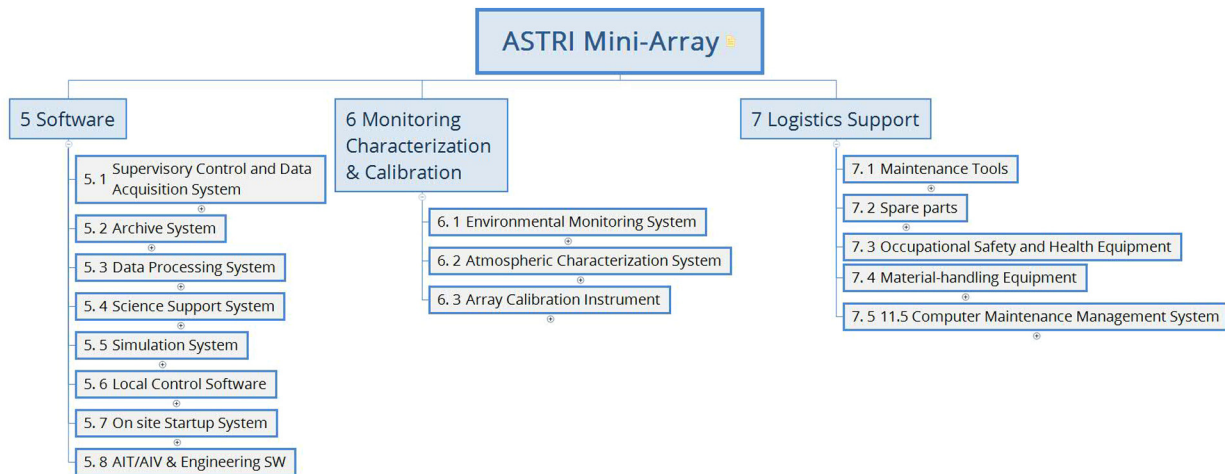 ASTRI Mini-Array
5 Software
5. 1 Supervisory Control and Data
Acquisition System
5. 2 Archive System
5. 3 Data Processing System
5. 4 Science Support System
5. 5 Simulation System
5. 6 Local Control Software
5. 7 On site Startup System
5. 8 AIT/AIV & Engineering SW
6 Monitoring
Characterization
& Calibration
6. 1 Environmental Monitoring System
6. 2 Atmospheric Characterization System
6. 3 Array Calibration Instrument
7 Logistics Support
7. 1 Maintenance Tools
7. 2 Spare parts
7. 3 Occupational Safety and Health Equipment
7. 4 Material-handling Equipment
7. 5 11.5 Computer Maintenance Management System